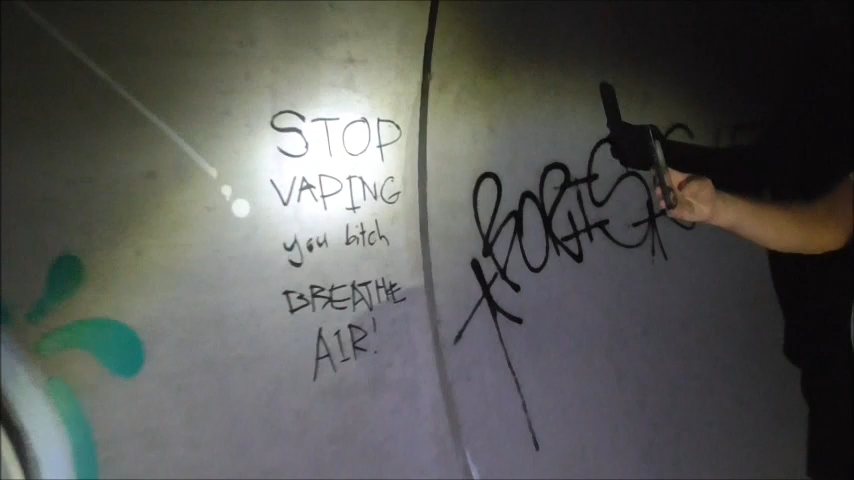 STOP
VAPING
you bitch
BREATHE
AIR!